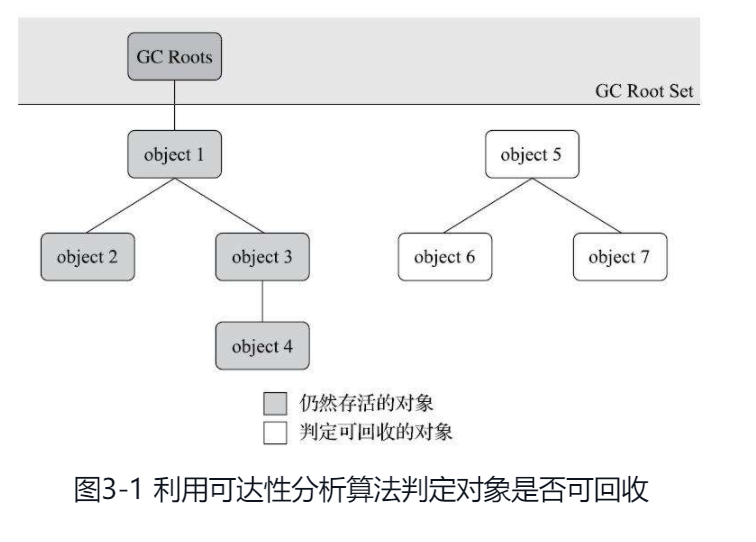 GC Roots
GC Root Set
object 1
object 5
object 2
object 3
object 6
object 7
object 4
仍然存活的对象
判定可回收的对象
图3-1 利用可达性分析算法判定对象是否可回收